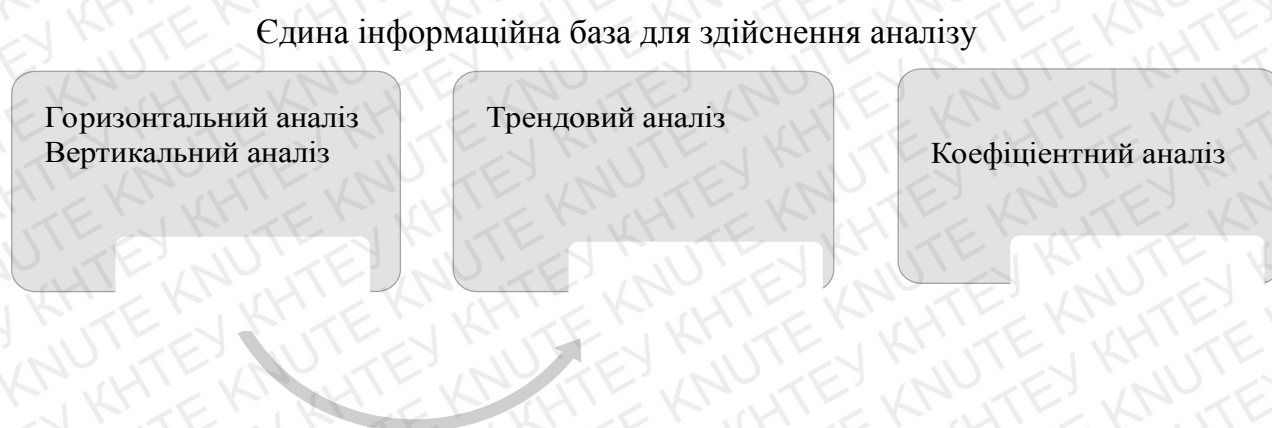 Єдина інформаційна база для здійснення аналізу
Горизонтальний аналіз
Вертикальний аналіз
Трендовий аналіз
Коефіцієнтний аналіз